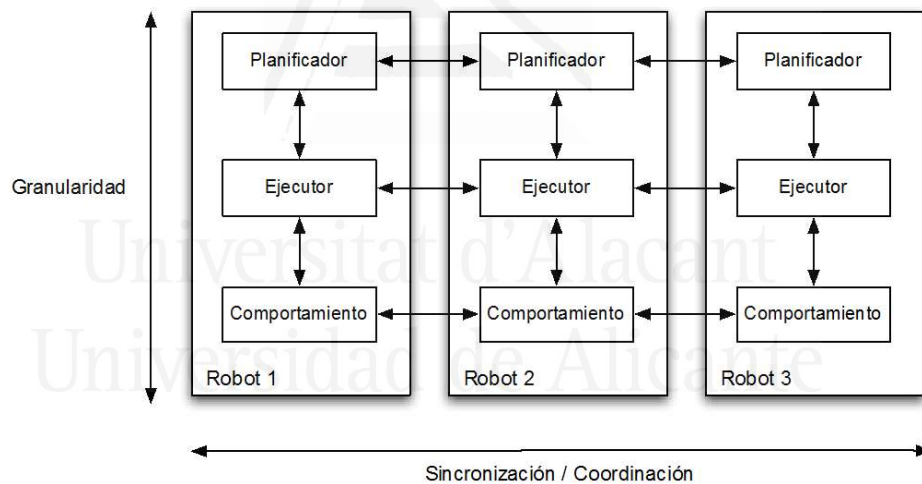 Planificador
Planificador
Planificador
Granularidad
Ejecutor
Ejecutor
Ejecutor
Universitat d'Alacant
Comportamiento
Comportamiento
Comportamiento
Universidad de Alicante
Robot 1
Robot 2
Robot 3
Sincronización / Coordinación